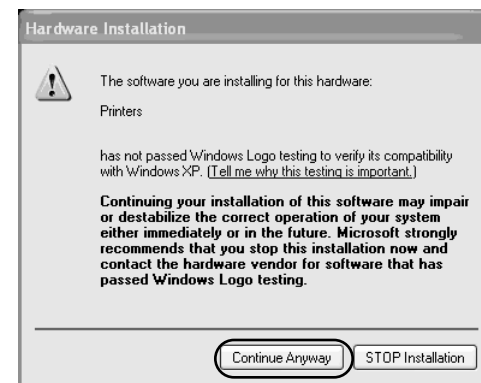 Hardware Installation
The software you are installing for this hardware:
Printers
has not passed Windows Logo testing to verify its compatibility
with Windows XP. (Tell me why this testing is important.)
Continuing your installation of this software may impair
or destabilize the correct operation of your system
either immediately or in the future. Microsoft strongly
recommends that you stop this installation now and
contact the hardware vendor for software that has
passed Windows Logo testing.
Continue Anyway
STOP Installation